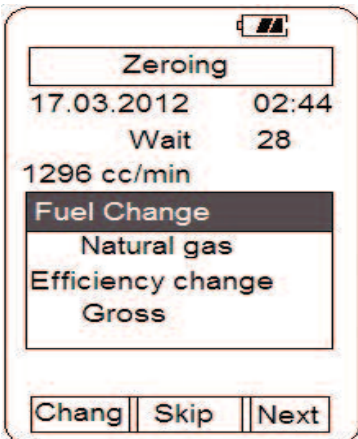 Zeroing
17.03.2012 02:44
Wait 28
1296 cc/min
Fuel Change
Natural gas
Efficiency change
Gross
Chang Skip Next